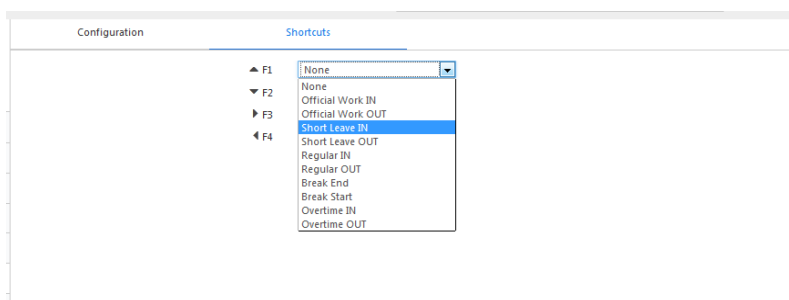 Configuration Shortcuts
F1 None
F2
F3
F4
None
Official Work IN
Official Work OUT
Short Leave IN
Short Leave OUT
Regular IN
Regular OUT
Break End
Break Start
Overtime IN
Overtime OUT